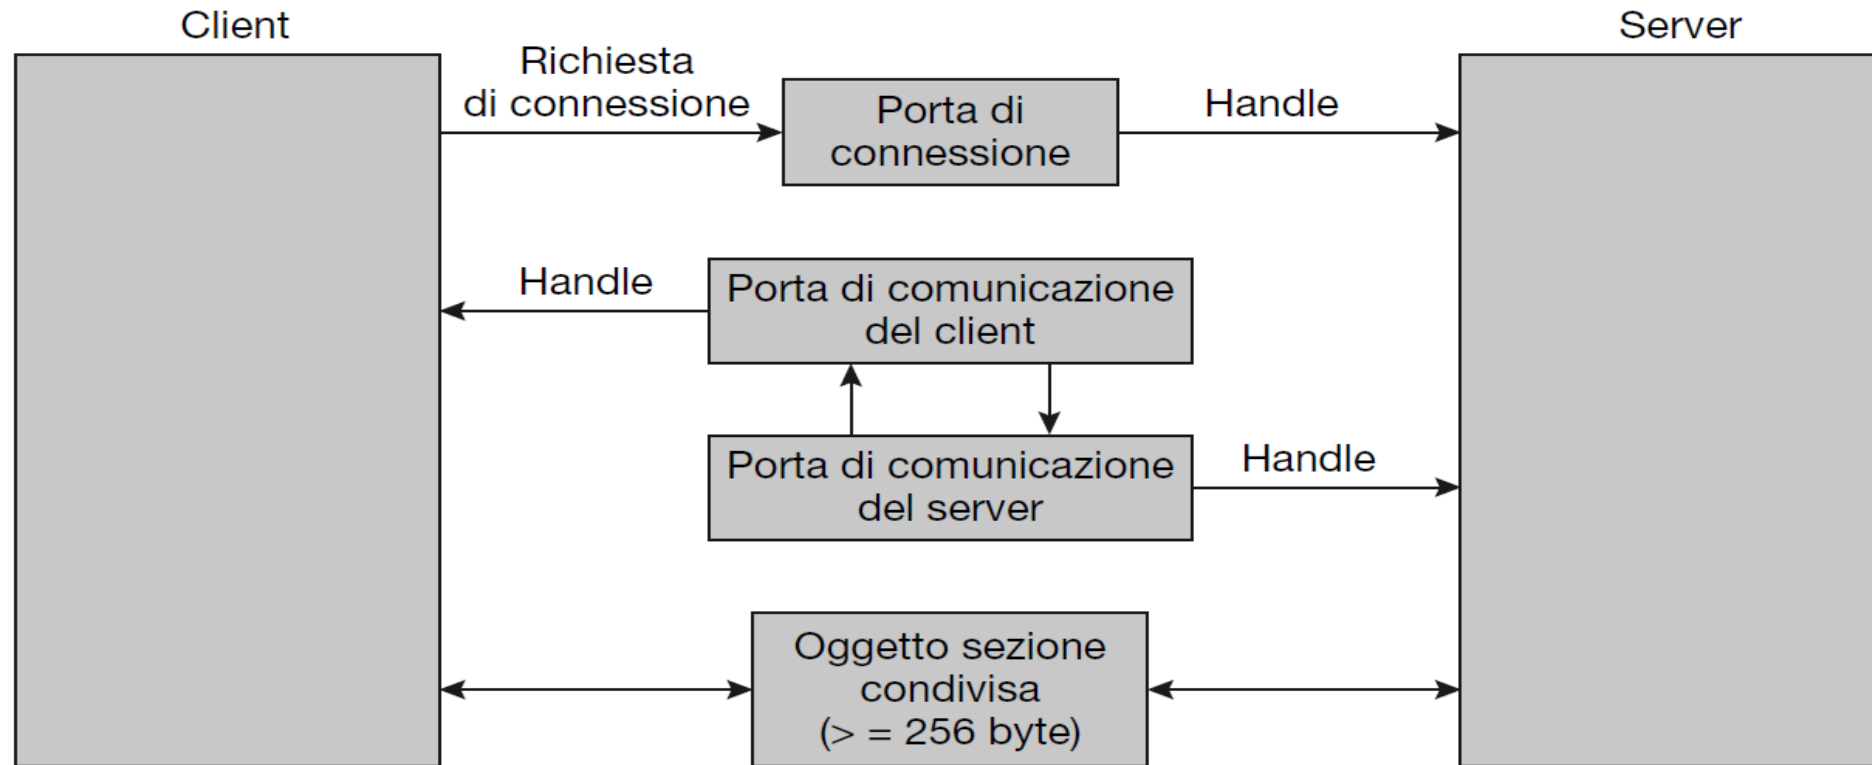 Client
Server
Richiesta
di connessione
Porta di
connessione
Handle
Handle
Porta di comunicazione
del client
Porta di comunicazione
del server
Handle
Oggetto sezione
condivisa
(> = 256 byte)